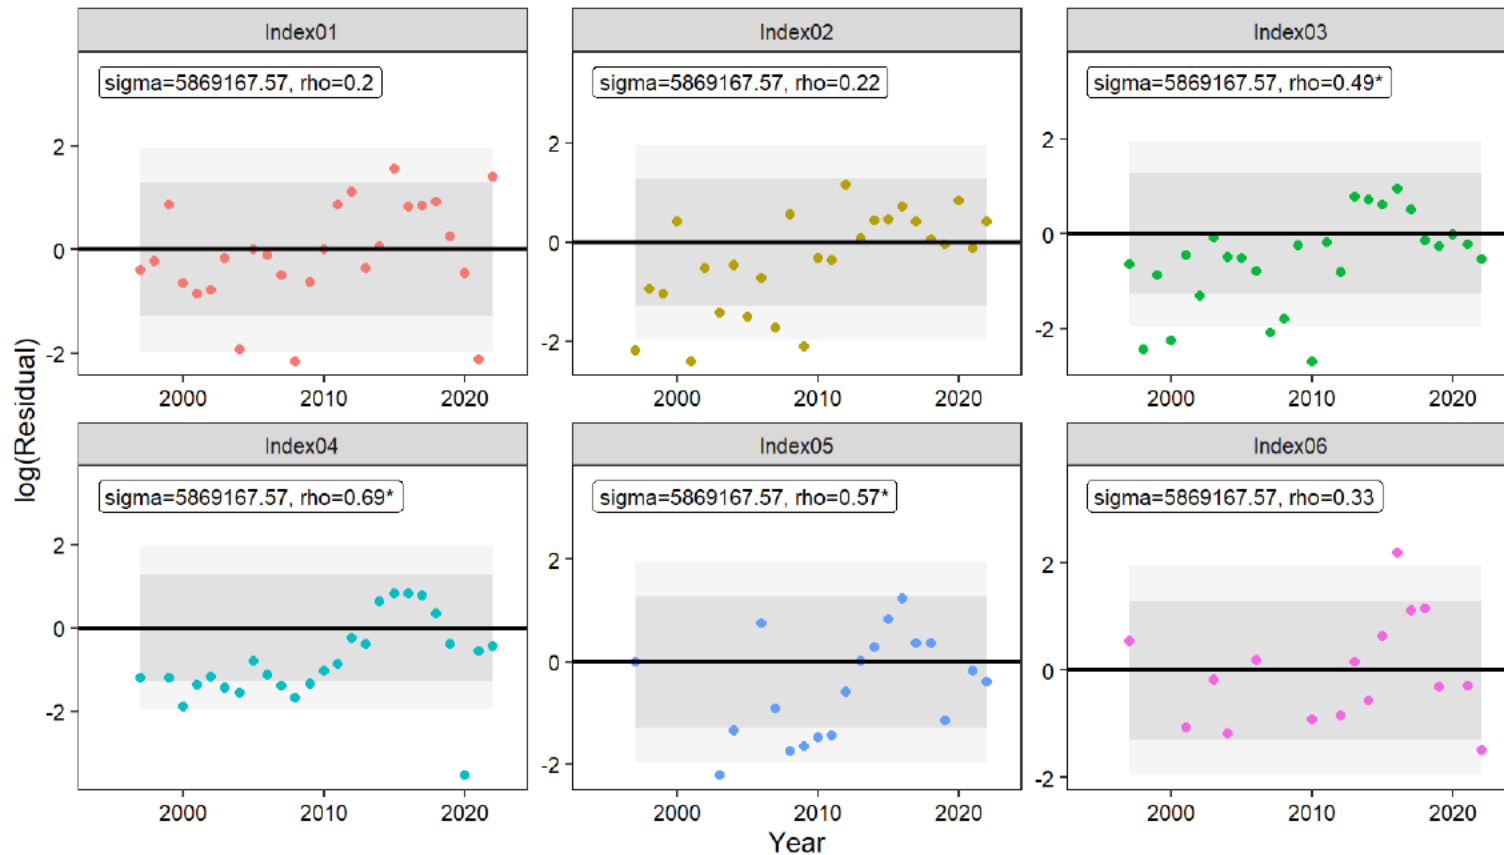 Index01
Index02
Index03
sigma=5869167.57, rho=0.2
sigma=5869167.57, rho=0.22
sigma=5869167.57, rho=0.49*
2
0
-2
2
0
-2
2
0
-2
2000
2010
2020
2000
2010
2020
2000
2010
2020
log(Residual)
Index04
Index05
Index06
sigma=5869167.57, rho=0.69*
sigma=5869167.57, rho=0.57*
sigma=5869167.57, rho=0.33
2
0
-2
2
0
-2
2
0
-2
2000
2010
2020
2000
2010
2020
2000
2010
2020
Year